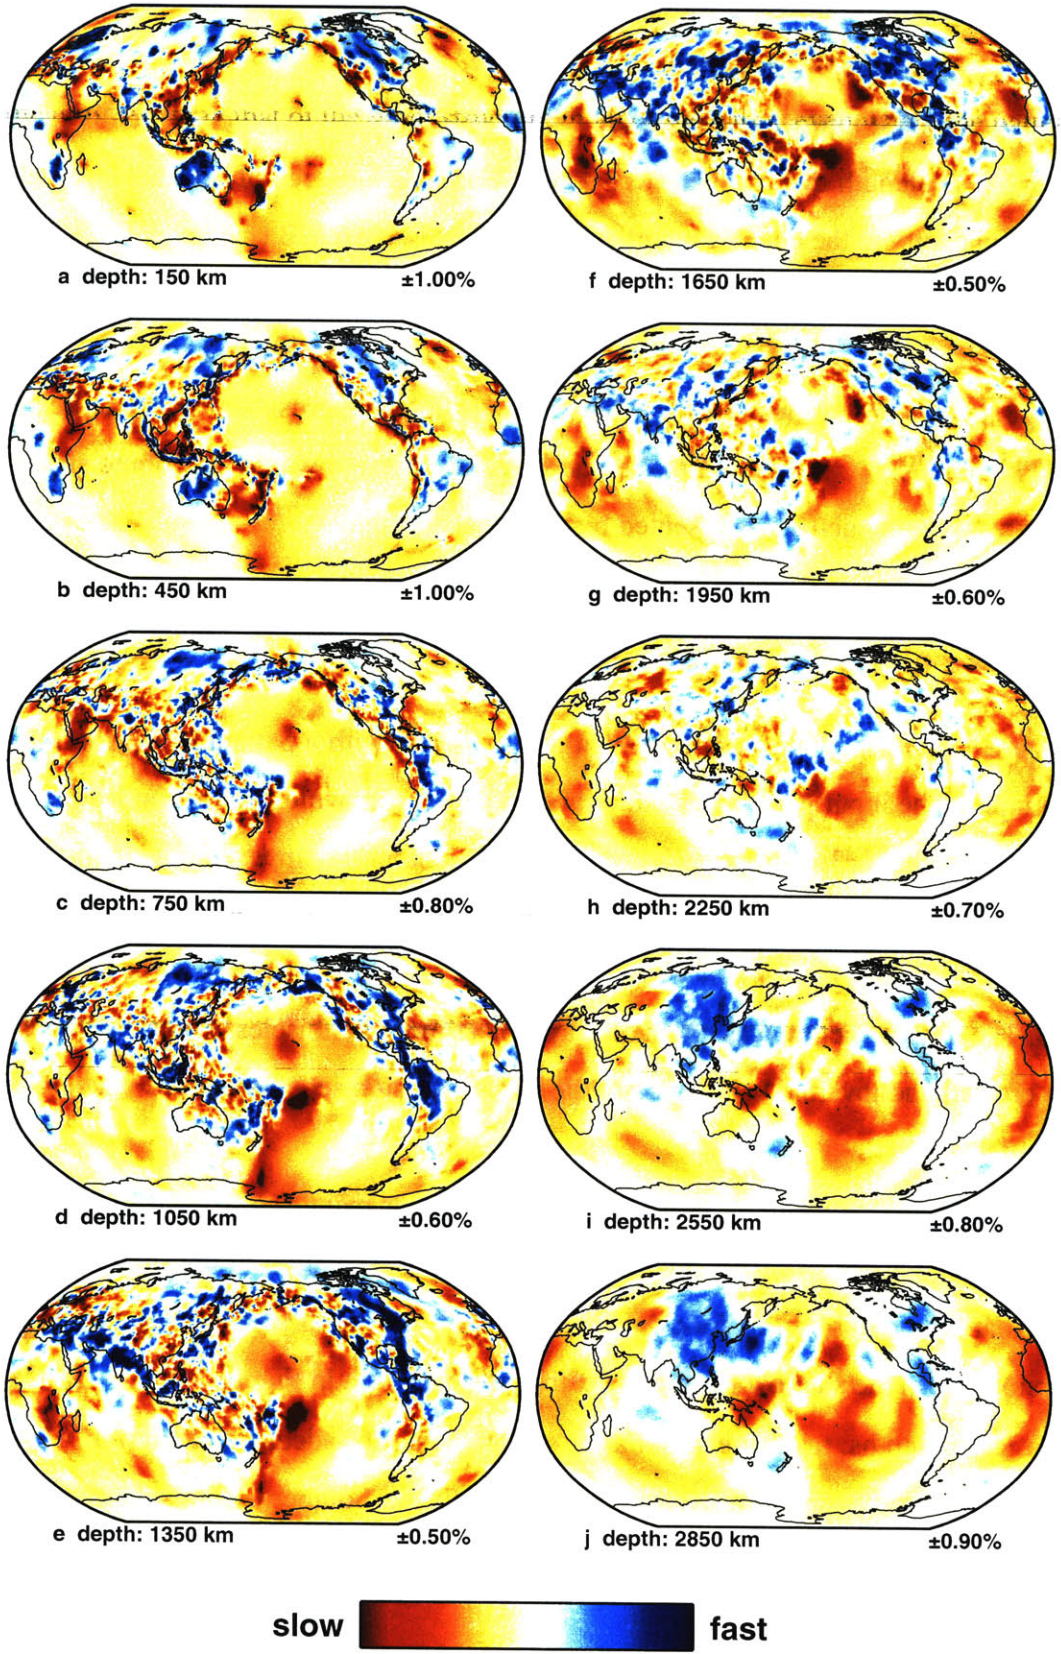 a depth: 150 km ±1.00%
b depth: 450 km ±1.00%
c depth: 750 km ±0.80%
d depth: 1050 km ±0.60%
e depth: 1350 km ±0.50%
f depth: 1650 km ±0.50%
g depth: 1950 km ±0.60%
h depth: 2250 km ±0.70%
i depth: 2550 km ±0.80%
j depth: 2850 km ±0.90%
slow fast